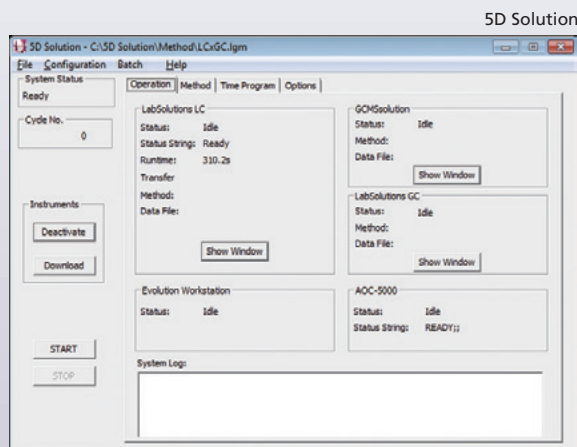 5D Solution
5D Solution - C:\5D Solution\Method\LCxGC.lgm
File Configuration Batch Help
System Status
Ready
Cycle No.
0
Instruments
Deactivate
Download
START
STOP
Operation Method Time Program Options
LabSolutions LC
Status: Idle
Status String: Ready
Runtime: 310.2s
Transfer
Method:
Data File:
Show Window
GCMSsolution
Status: Idle
Method:
Data File:
Show Window
LabSolutions GC
Status: Idle
Method:
Data File:
Show Window
Evolution Workstation
Status: Idle
AOC-5000
Status: Idle
Status String: READY;;
System Log: